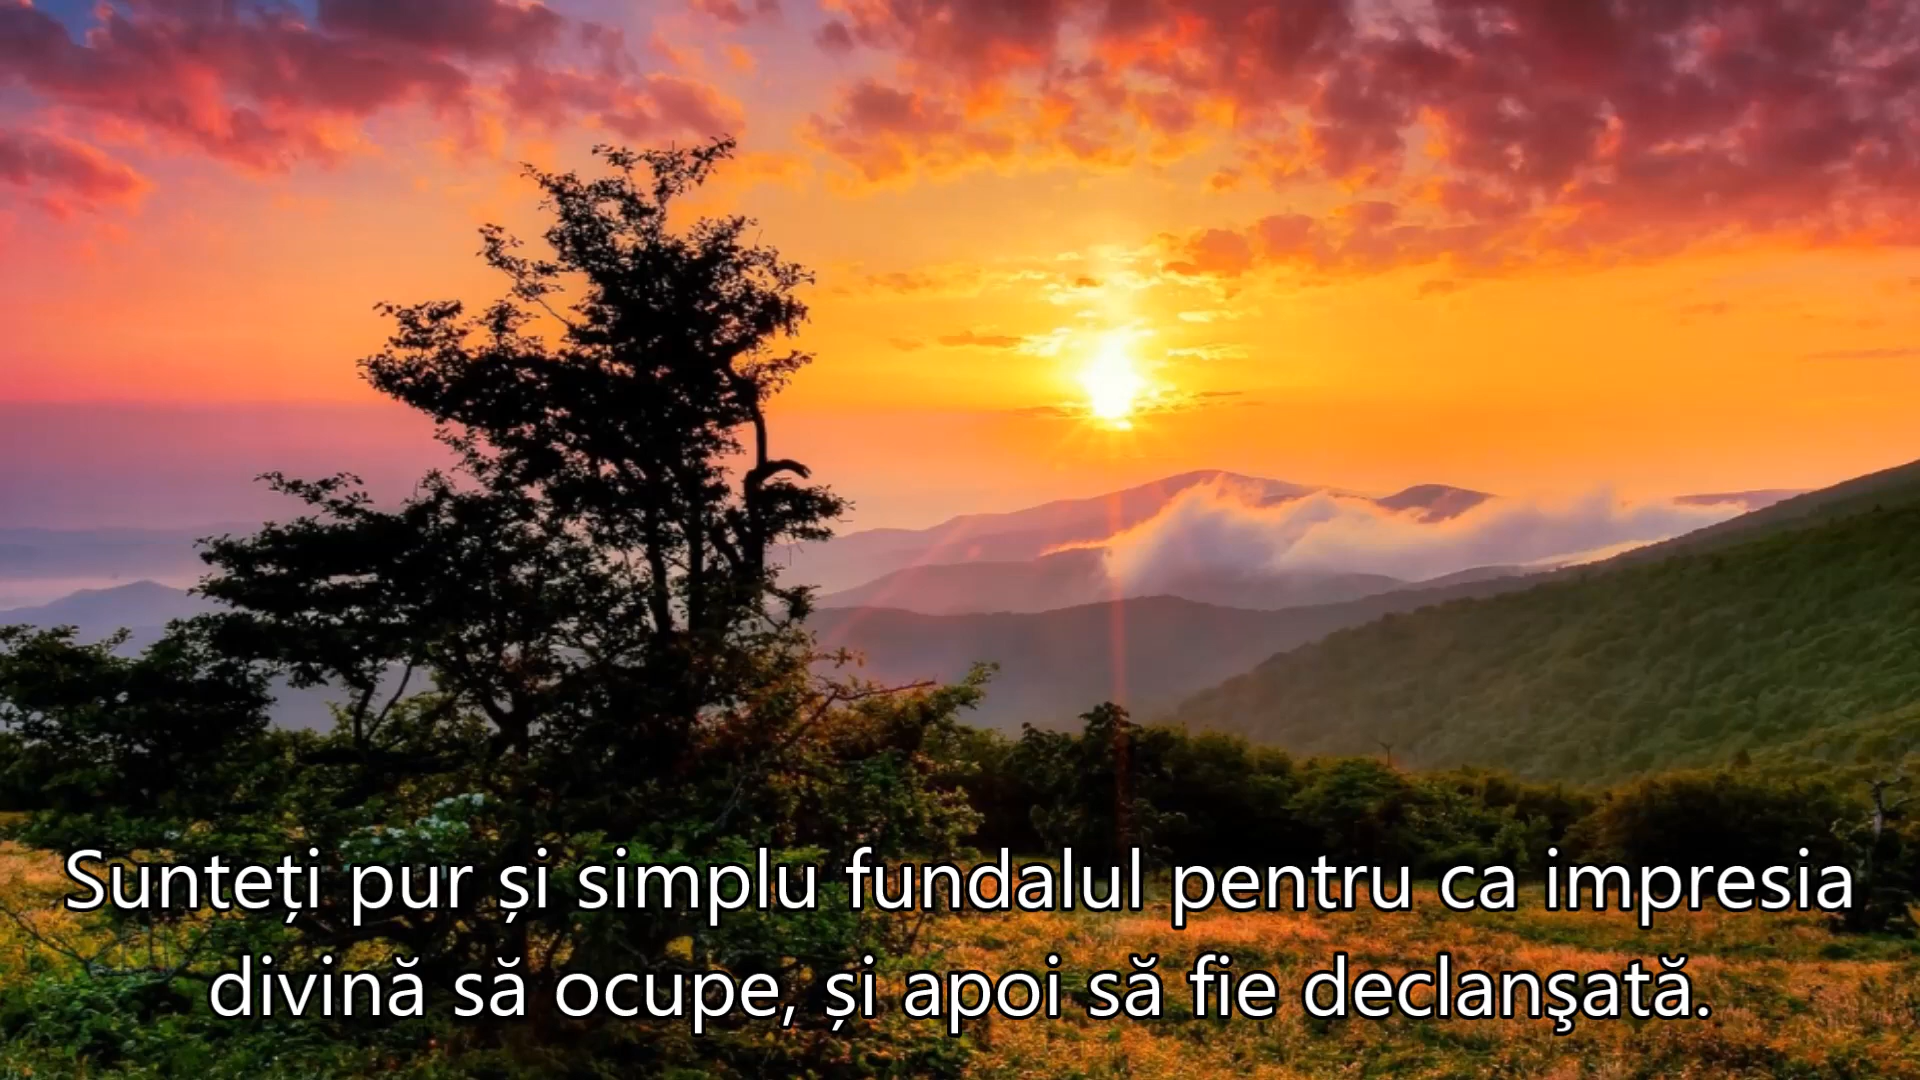 Sunteți pur și simplu fundalul pentru ca impresia
divină să ocupe, și apoi să fie declanşată.